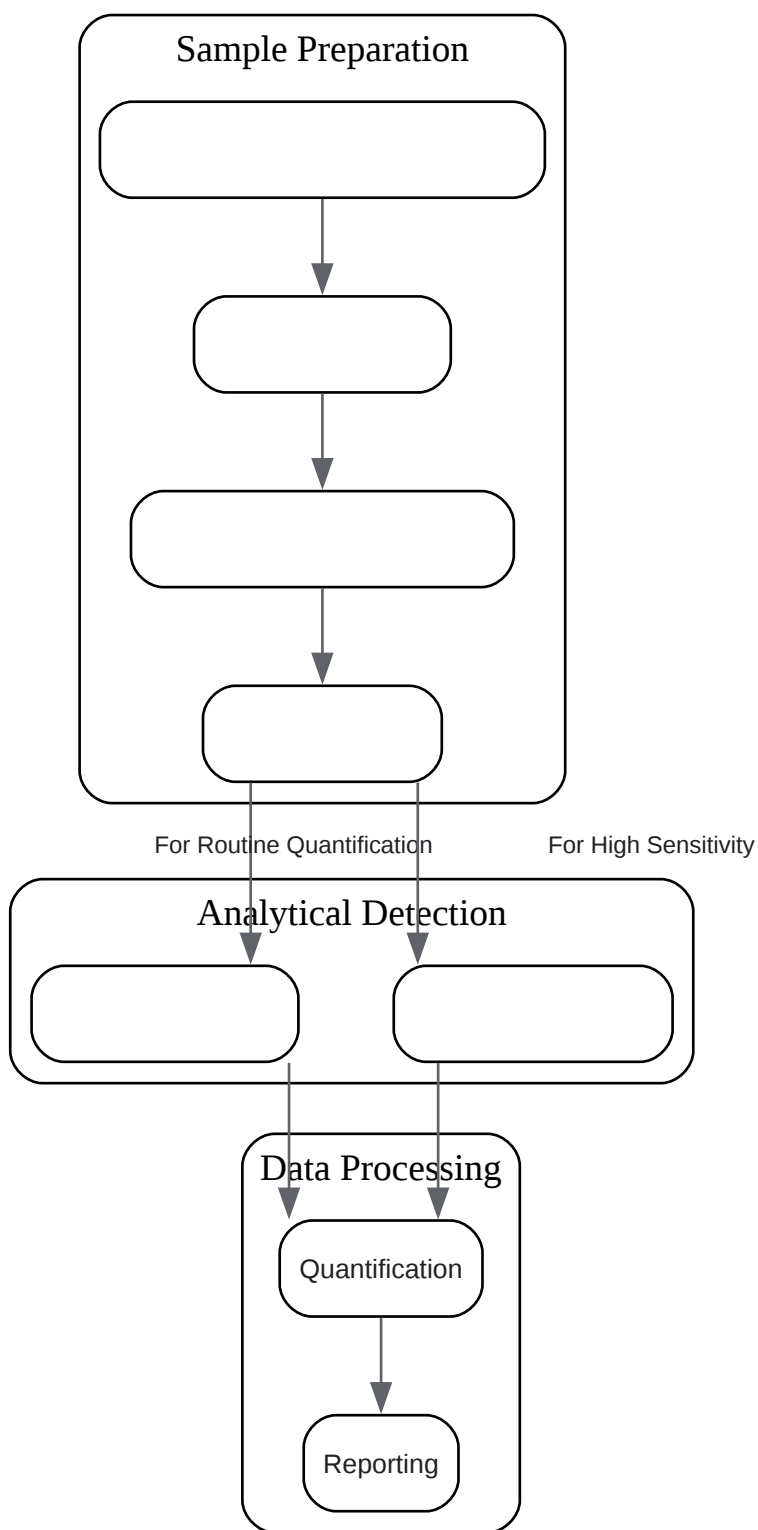 Sample Preparation
For Routine Quantification
For High Sensitivity
Analytical Detection
Data Processing
Quantification
Reporting